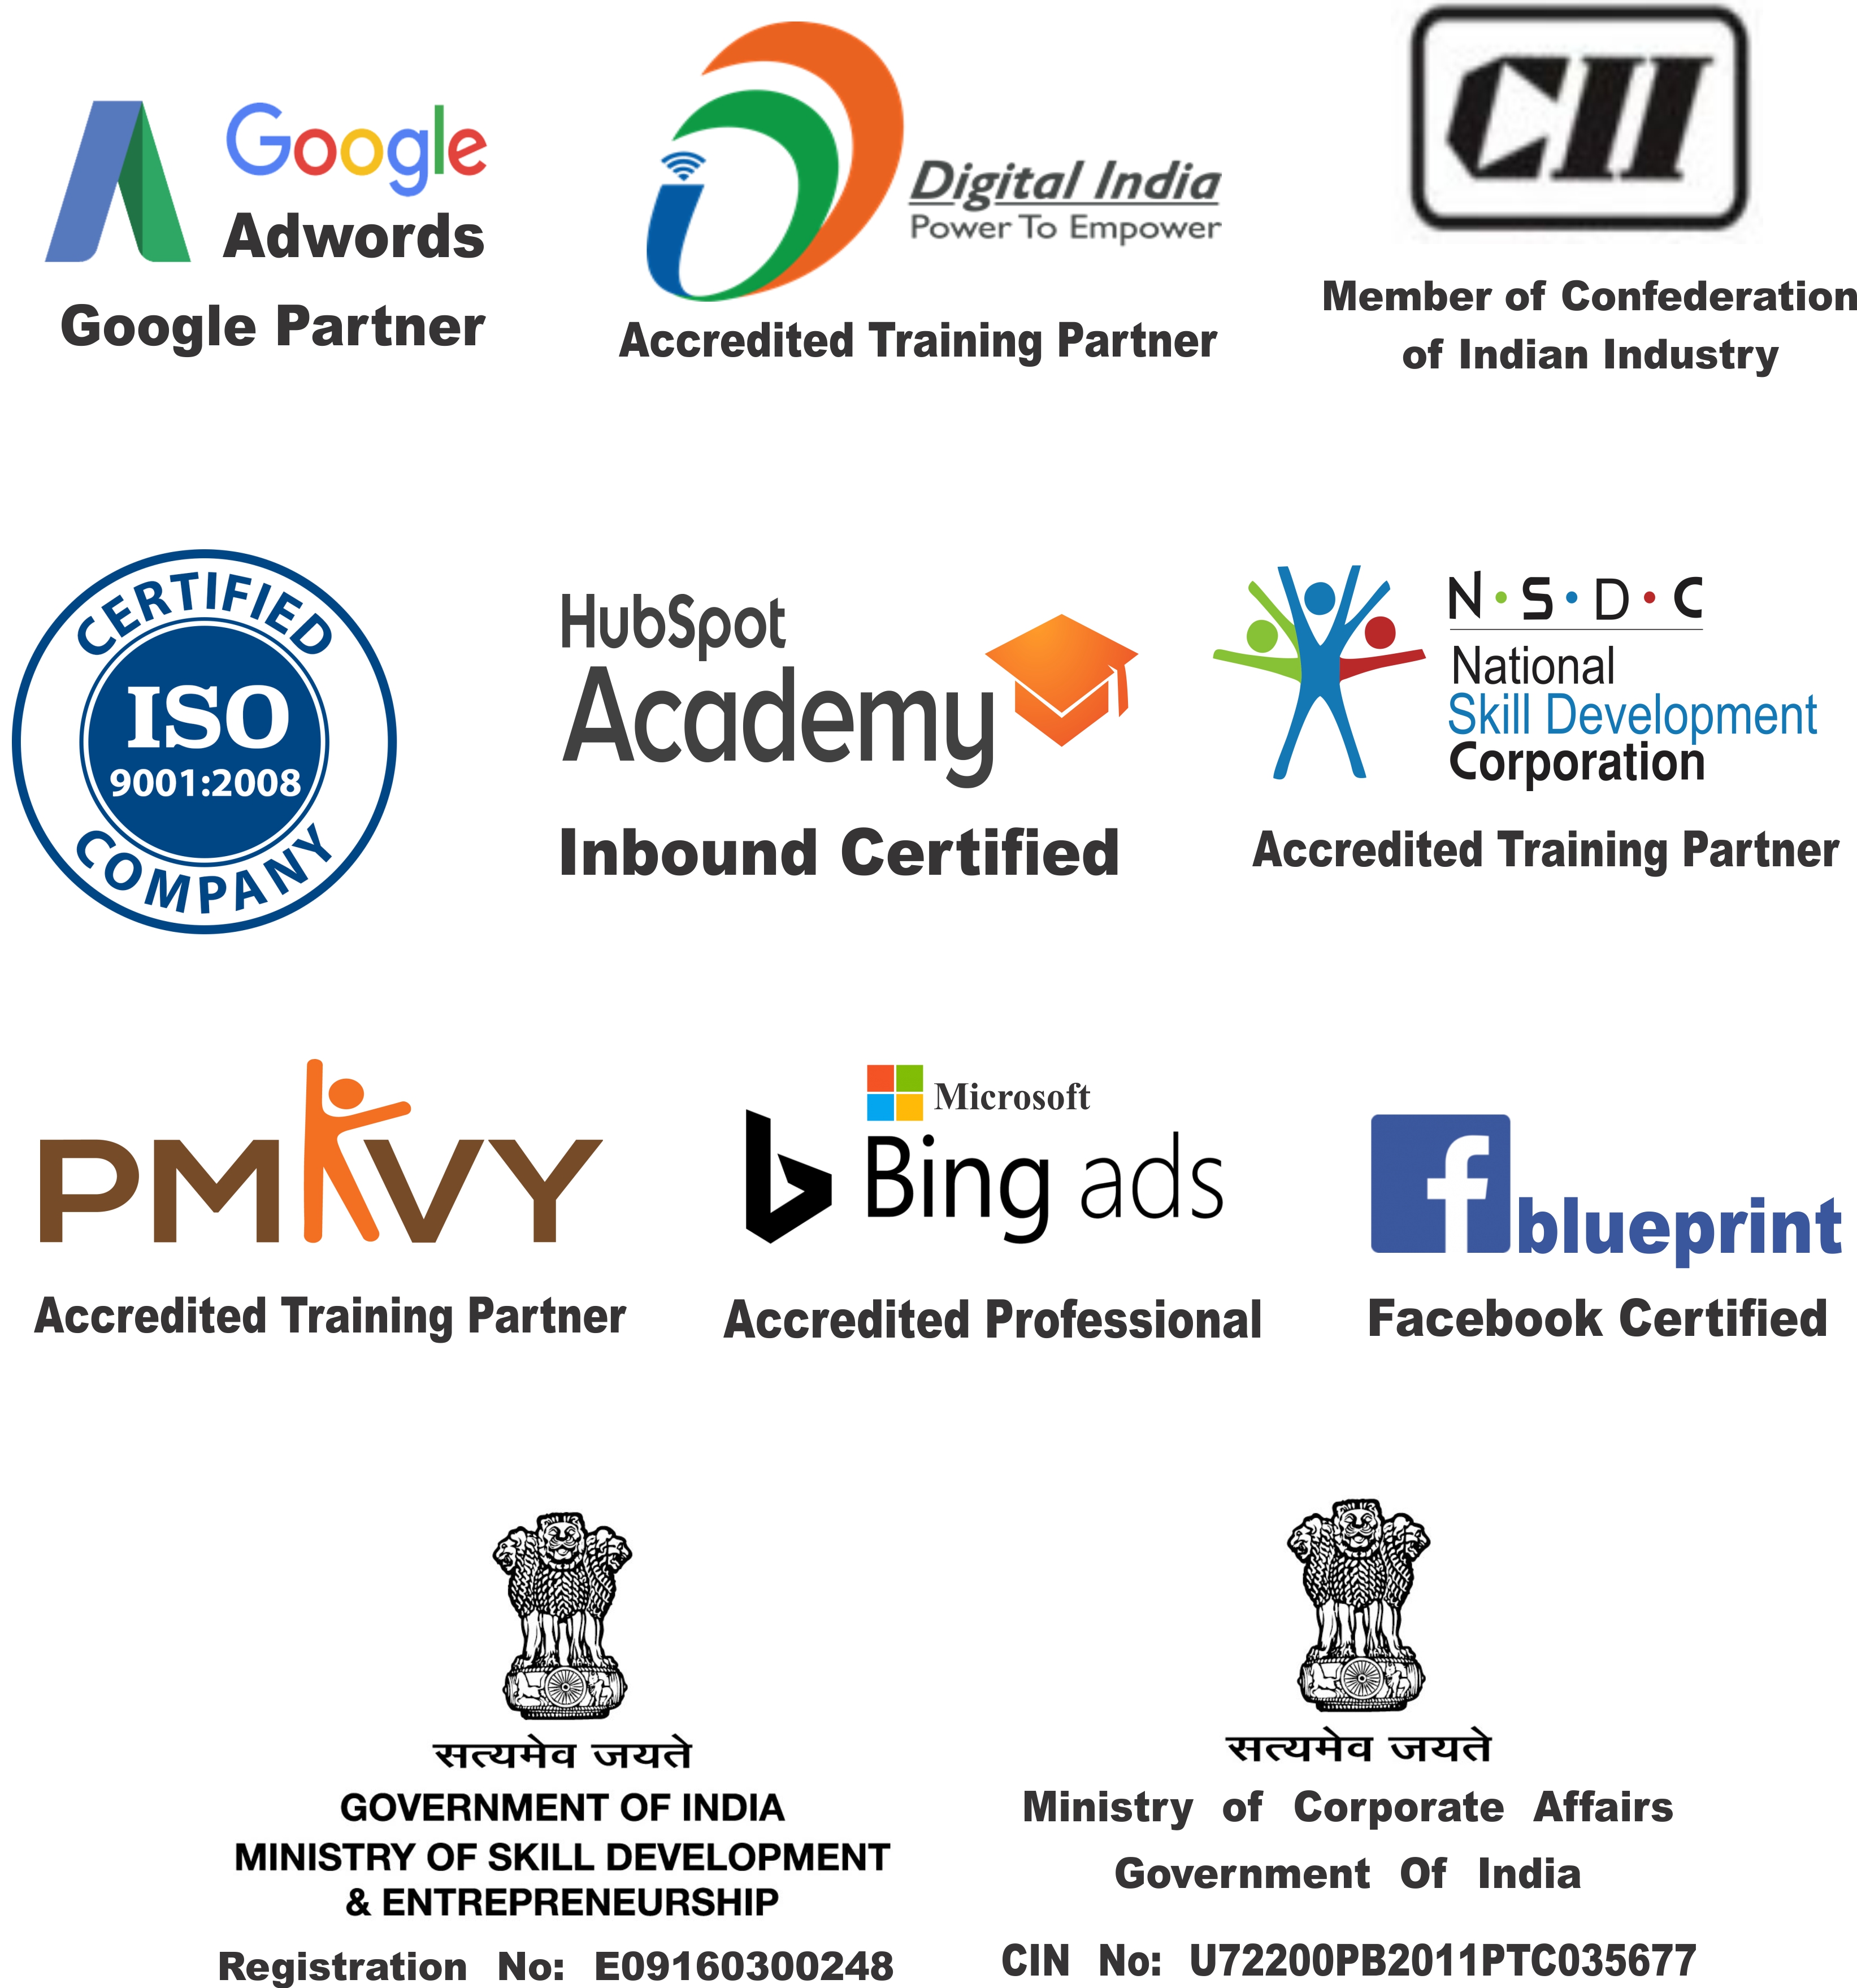 Google
Adwords
Google Partner
Digital India
Power To Empower
Accredited Training Partner
CII
Member of Confederation
of Indian Industry
CERTIFIED
ISO
9001:2008
COMPANY
HubSpot
Academy
Inbound Certified
N·S·D·C
National
Skill Development
Corporation
Accredited Training Partner
PMKVY
Accredited Training Partner
Microsoft
Bing ads
Accredited Professional
f blueprint
Facebook Certified
सत्यमेव जयते
GOVERNMENT OF INDIA
MINISTRY OF SKILL DEVELOPMENT
& ENTREPRENEURSHIP
Registration No: E09160300248
सत्यमेव जयते
Ministry of Corporate Affairs
Government Of India
CIN No: U72200PB2011PTC035677